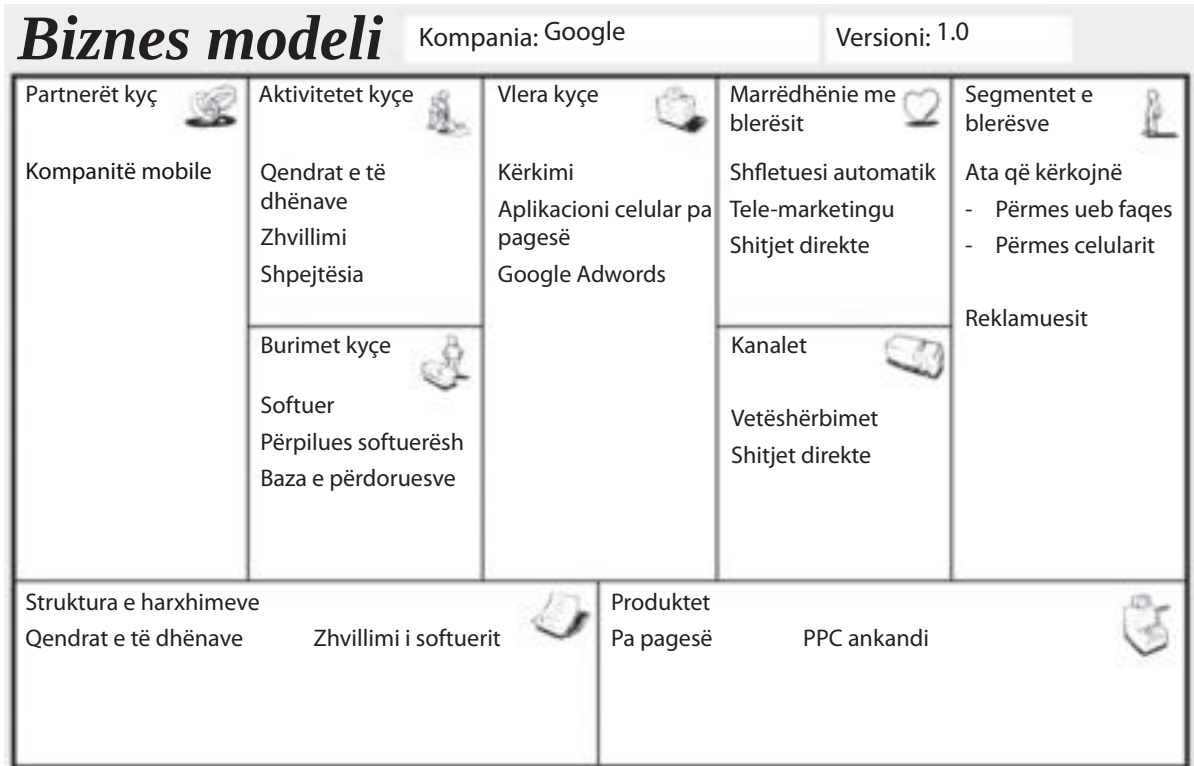 Biznes modeli
Kompania: Google
Versioni: 1.0
Partnerët kyç
Kompanitë mobile
Aktivitetet kyçe
Qendrat e të
dhënave
Zhvillimi
Shpejtësia
Burimet kyçe
Softuer
Përpilues softuerësh
Baza e përdoruesve
Vlera kyçe
Kërkimi
Aplikacioni celular pa
pagesë
Google Adwords
Marrëdhënie me
blerësit
Shfletuesi automatik
Tele-marketingu
Shitjet direkte
Kanalet
Vetëshërbimet
Shitjet direkte
Segmentet e
blerësve
Ata që kërkojnë
- Përmes ueb faqes
- Përmes celularit
Reklamuesit
Struktura e harxhimeve
Qendrat e të dhënave Zhvillimi i softuerit
Produktet
Pa pagesë PPC ankandi